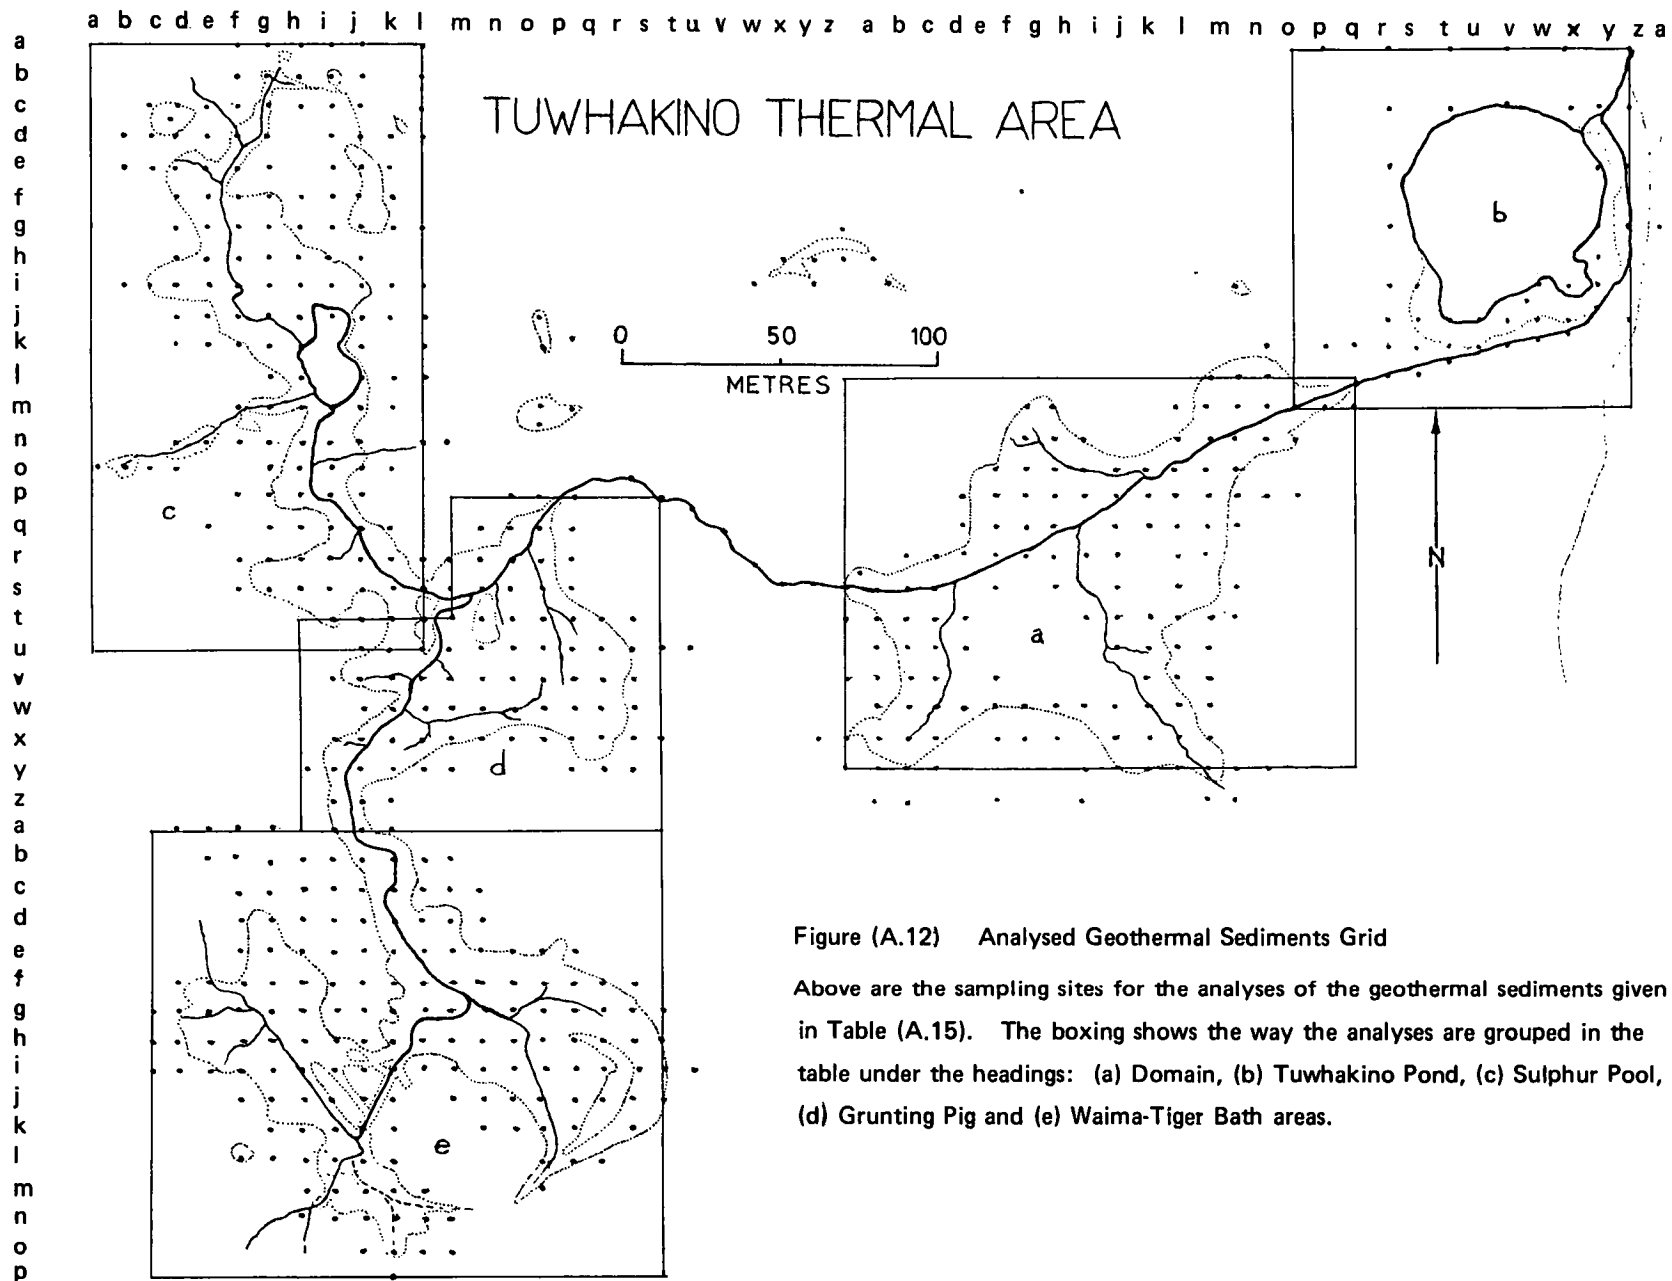 a b c d e f g h i j k l m n o p q r s t u v w x y z a b c d e f g h i j k l m n o p q r s t u v w x y z a
a
b
c
d
e
f
g
h
i
j
k
l
m
n
o
p
q
r
s
t
u
v
w
x
y
z
a
b
c
d
e
f
g
h
i
j
k
l
m
n
o
p
TUWHAKINO THERMAL AREA
b
0 50 100
METRES
c
N
a
d
e
Figure (A.12) Analysed Geothermal Sediments Grid
Above are the sampling sites for the analyses of the geothermal sediments given
in Table (A.15). The boxing shows the way the analyses are grouped in the
table under the headings: (a) Domain, (b) Tuwhakino Pond, (c) Sulphur Pool,
(d) Grunting Pig and (e) Waima-Tiger Bath areas.